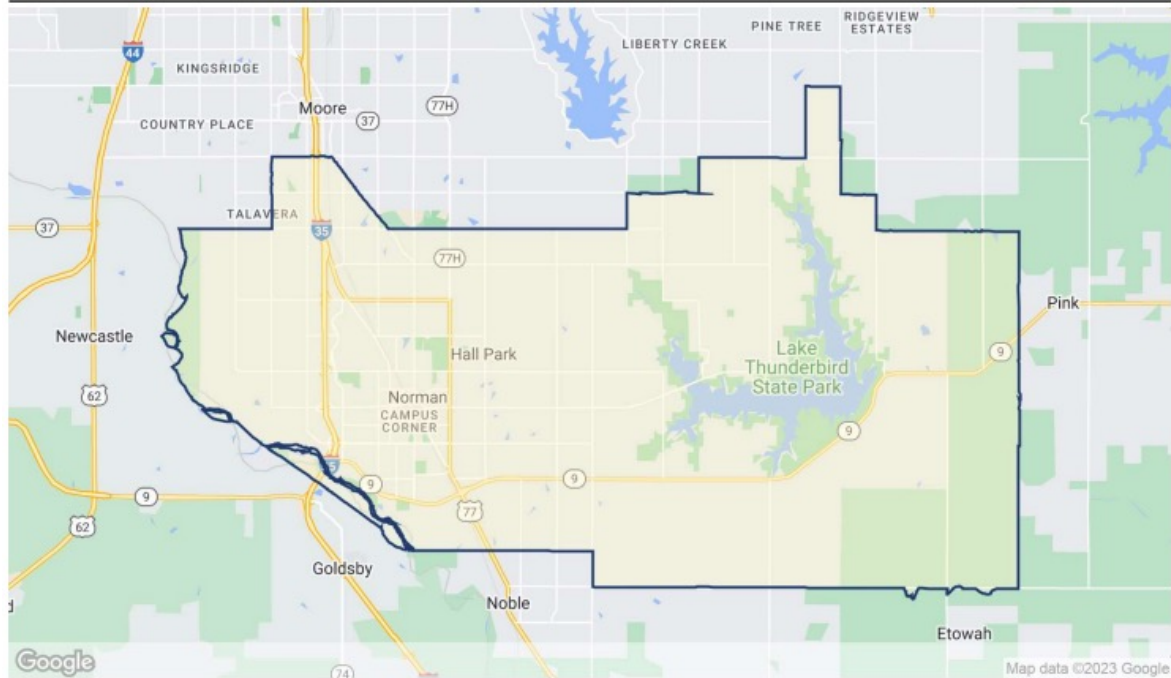 PINE TREE
RIDGEVIEW
ESTATES
LIBERTY CREEK
44
KINGSRIDGE
Moore
77H
37
COUNTRY PLACE
TALAVERA
37
35
77H
Pink
Newcastle
Hall Park
9
Lake
Thunderbird
State Park
62
Norman
CAMPUS
CORNER
9
9
9
9
62
77
Goldsby
Noble
Etowah
74
Google
Map data ©2023 Google